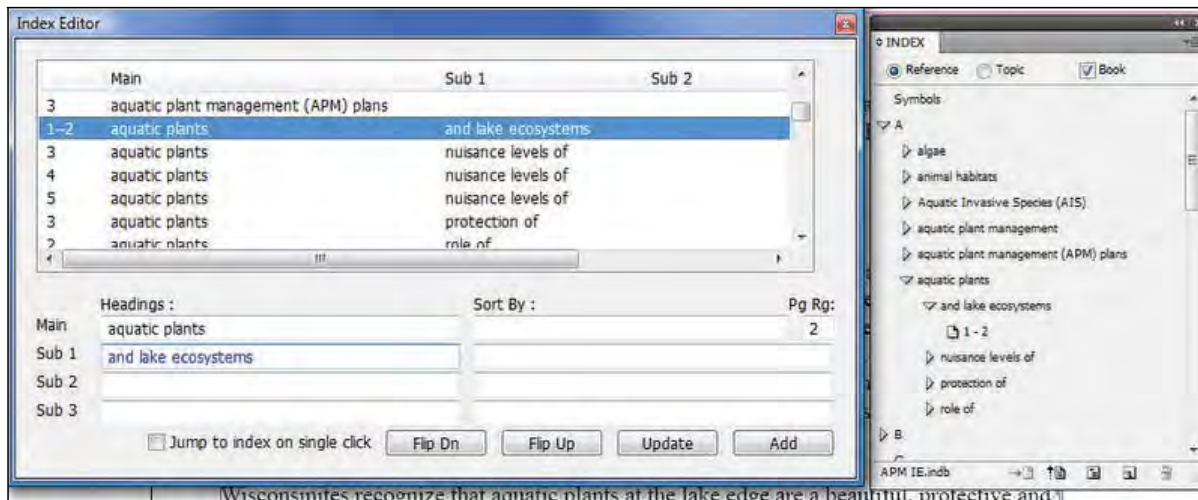 Index Editor
Main Sub 1 Sub 2
3 aquatic plant management (APM) plans
1–2 aquatic plants and lake ecosystems
3 aquatic plants nuisance levels of
4 aquatic plants nuisance levels of
5 aquatic plants nuisance levels of
3 aquatic plants protection of
2 aquatic plants role of
Headings : Sort By : Pg Rg:
Main aquatic plants 2
Sub 1 and lake ecosystems
Sub 2
Sub 3
Jump to index on single click Flip Dn Flip Up Update Add
INDEX
Reference Topic Book
Symbols
A
algae
animal habitats
Aquatic Invasive Species (AIS)
aquatic plant management
aquatic plant management (APM) plans
aquatic plants
and lake ecosystems
1 - 2
nuisance levels of
protection of
role of
B
C
APM IE.indb
Wisconsinites recognize that aquatic plants at the lake edge are a beautiful, protective and